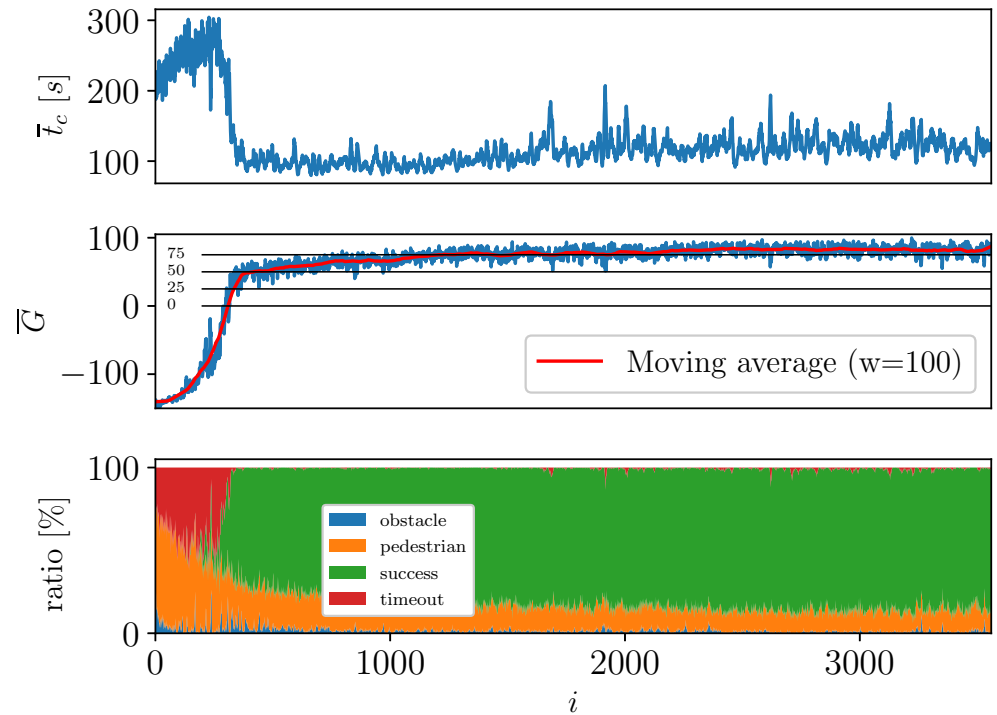 300
200
100
t̅_c [s]
100
0
−100
G̅
75
50
25
0
Moving average (w=100)
100
0
ratio [%]
obstacle
pedestrian
success
timeout
0
1000
2000
3000
i